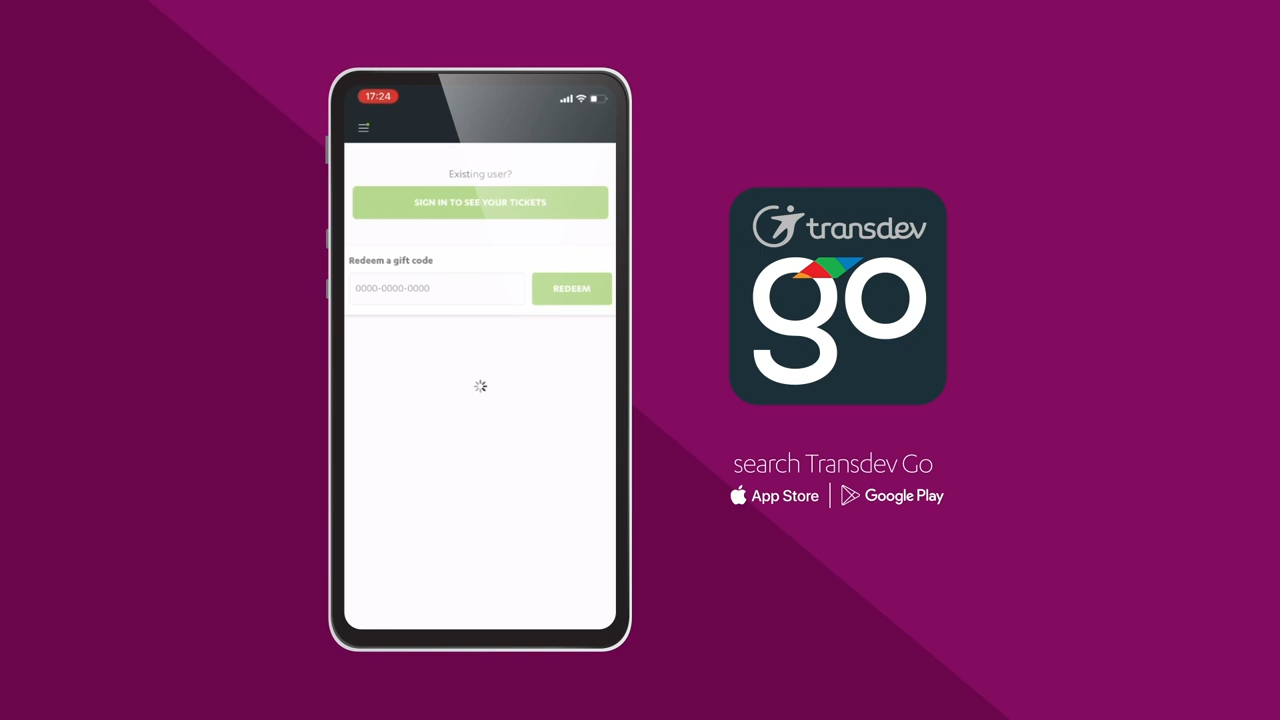 17:24
Existing user?
SIGN IN TO SEE YOUR TICKETS
Redeem a gift code
0000-0000-0000
REDEEM
transdev
go
search Transdev Go
App Store | Google Play